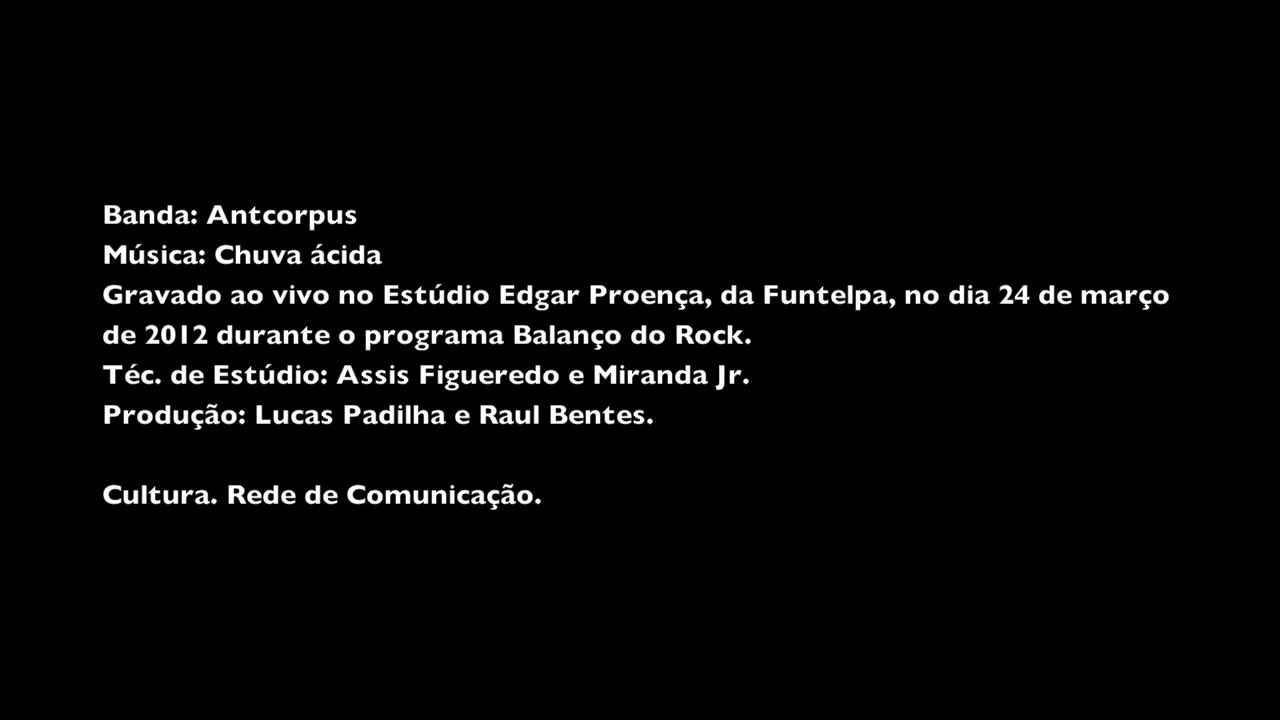 Banda: Antcorpus
Música: Chuva ácida
Gravado ao vivo no Estúdio Edgar Proença, da Funtelpa, no dia 24 de março
de 2012 durante o programa Balanço do Rock.
Téc. de Estúdio: Assis Figueredo e Miranda Jr.
Produção: Lucas Padilha e Raul Bentes.
Cultura. Rede de Comunicação.